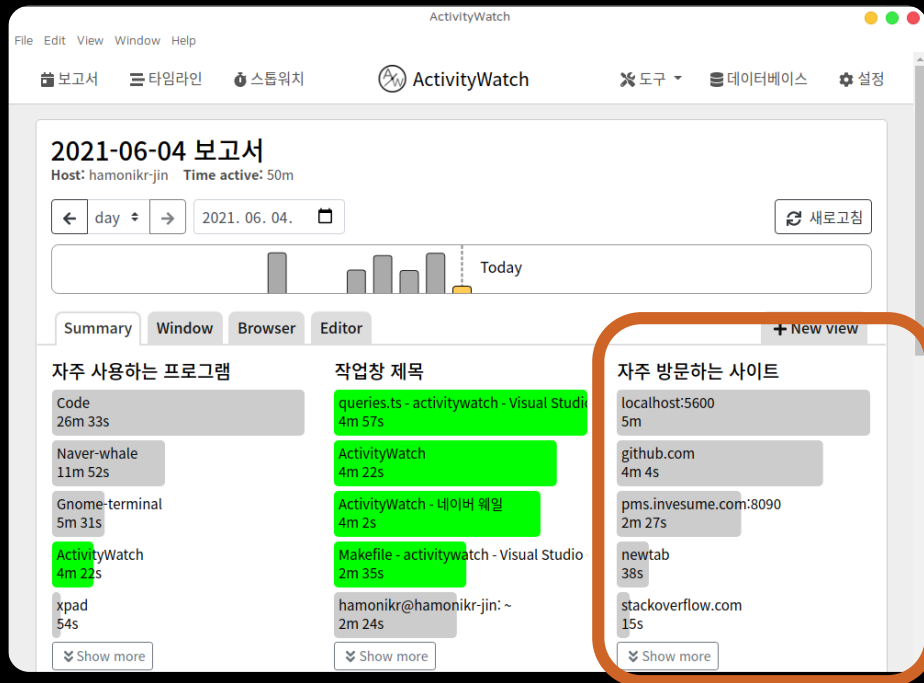 ActivityWatch
File Edit View Window Help
보고서 타임라인 스톱워치 ActivityWatch 도구 데이터베이스 설정
2021-06-04 보고서
Host: hamonikr-jin Time active: 50m
day 2021. 06. 04. 새로고침
Today
Summary Window Browser Editor New view
자주 사용하는 프로그램
Code
26m 33s
Naver-whale
11m 52s
Gnome-terminal
5m 31s
ActivityWatch
4m 22s
xpad
54s
Show more
작업창 제목
queries.ts - activitywatch - Visual Studio
4m 57s
ActivityWatch
4m 22s
ActivityWatch - 네이버 웨일
4m 2s
Makefile - activitywatch - Visual Studio
2m 35s
hamonikr@hamonikr-jin: ~
2m 24s
Show more
자주 방문하는 사이트
localhost:5600
5m
github.com
4m 4s
pms.invesume.com:8090
2m 27s
newtab
38s
stackoverflow.com
15s
Show more